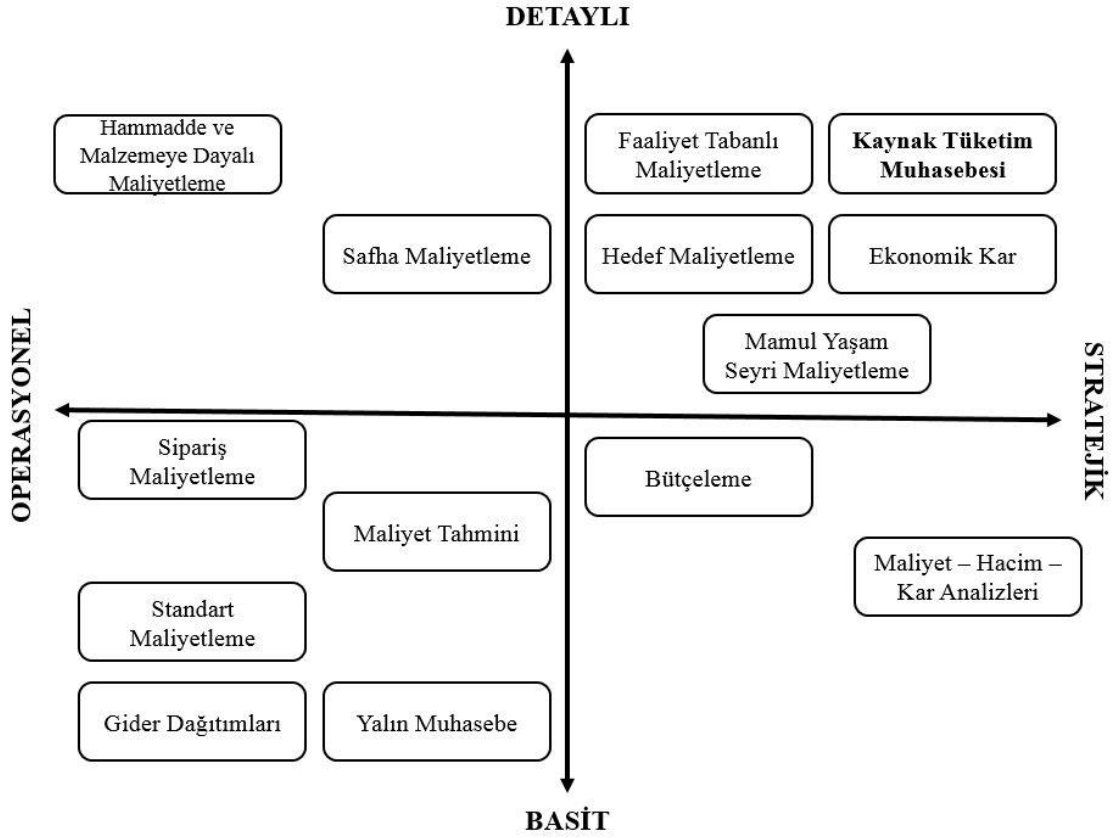 DETAYLI
Hammadde ve
Malzemeye Dayalı
Maliyetleme
Faaliyet Tabanlı
Maliyetleme
Kaynak Tüketim
Muhasebesi
Safha Maliyetleme
Hedef Maliyetleme
Ekonomik Kar
Mamul Yaşam
Seyri Maliyetleme
OPERASYONEL
STRATEJİK
Sipariş
Maliyetleme
Bütçeleme
Maliyet Tahmini
Maliyet – Hacim –
Kar Analizleri
Standart
Maliyetleme
Gider Dağıtımları
Yalın Muhasebe
BASİT